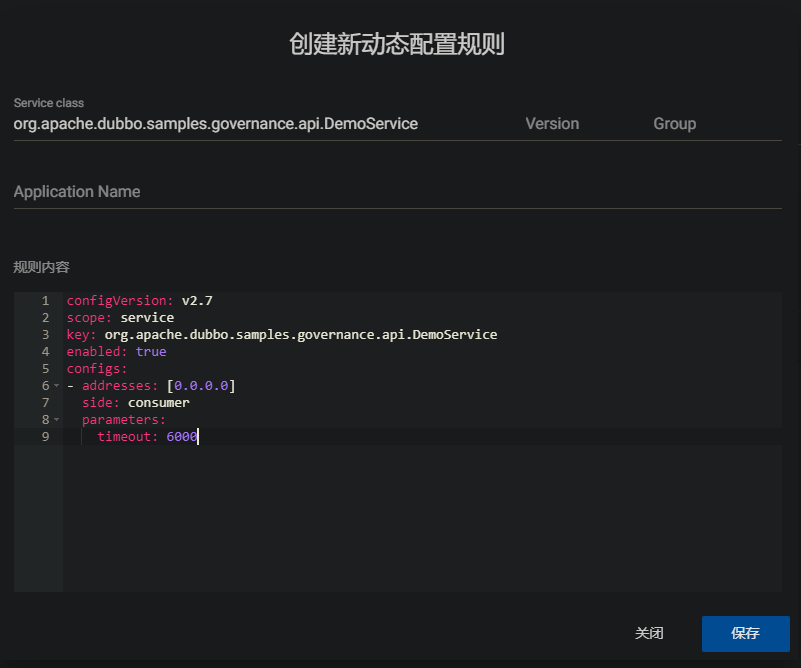 创建新动态配置规则
Service class
org.apache.dubbo.samples.governance.api.DemoService Version Group
Application Name
规则内容
1 configVersion: v2.7
2 scope: service
3 key: org.apache.dubbo.samples.governance.api.DemoService
4 enabled: true
5 configs:
6 - addresses: [0.0.0.0]
7   side: consumer
8   parameters:
9     timeout: 6000
关闭 保存